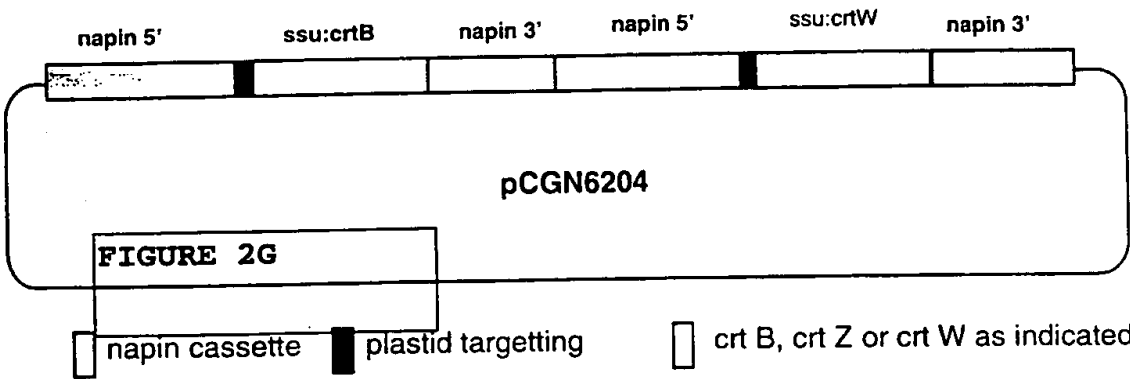 napin 5' ssu:crtB napin 3' napin 5' ssu:crtW napin 3'
pCGN6204
FIGURE 2G
napin cassette plastid targetting crt B, crt Z or crt W as indicated